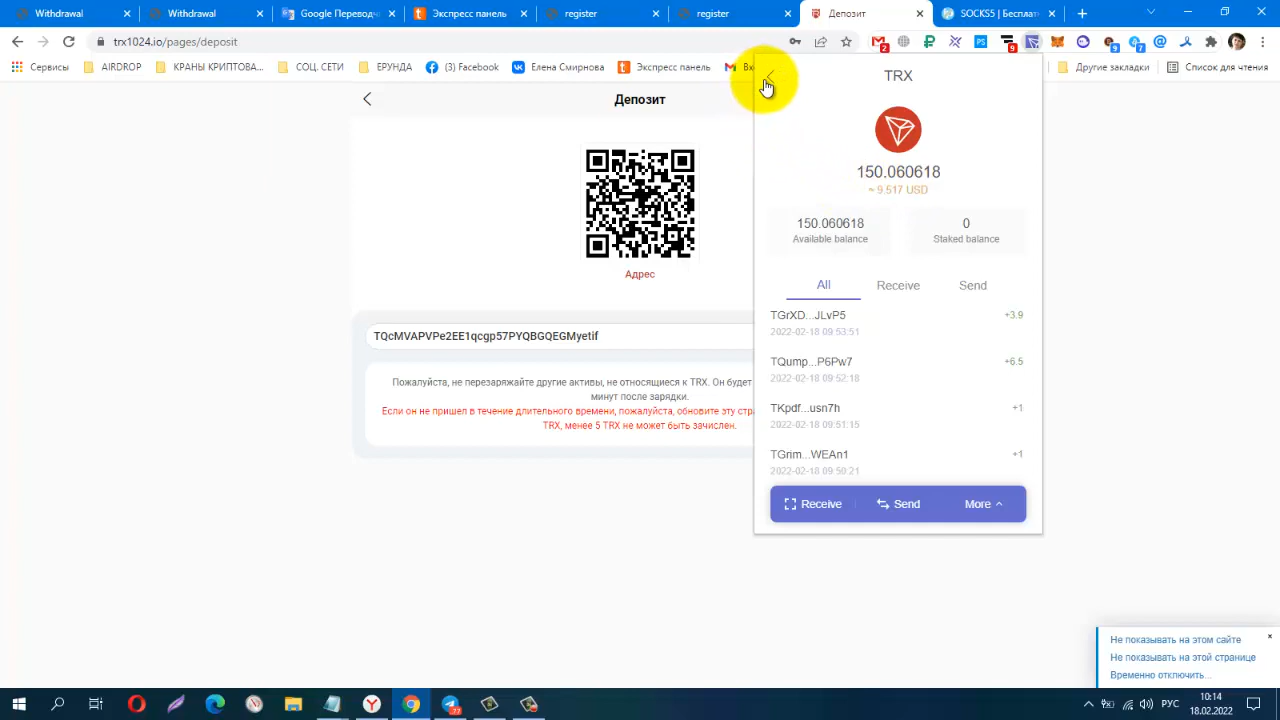 Withdrawal
Withdrawal
Google Переводч
Экспресс панель
register
register
Депозит
SOCKS5 | Бесплат
trx1024.io/pages/deposit
2
9
9
7
Сервисы
AIRDROP
КРАНЫ КРИПТОВА...
СОЦ.СЕТИ
ЕРУНДА
(3) Facebook
Елена Смирнова
Экспресс панель
Другие закладки
Список для чтения
Депозит
Адрес
TQcMVAPVPe2EE1qcgp57PYQBGQEGMyetif
Пожалуйста, не перезаряжайте другие активы, не относящиеся к TRX. Он будет
минут после зарядки.
Если он не пришел в течение длительного времени, пожалуйста, обновите эту стра
TRX, менее 5 TRX не может быть зачислен.
TRX
150.060618
≈ 9.517 USD
150.060618
Available balance
0
Staked balance
All
Receive
Send
TGrXD...JLvP5
+3.9
2022-02-18 09:53:51
TQump...P6Pw7
+6.5
2022-02-18 09:52:18
TKpdf...usn7h
+1
2022-02-18 09:51:15
TGrim...WEAn1
+1
2022-02-18 09:50:21
Receive
Send
More
Не показывать на этом сайте
Не показывать на этой странице
Временно отключить...
РУС
10:14
18.02.2022